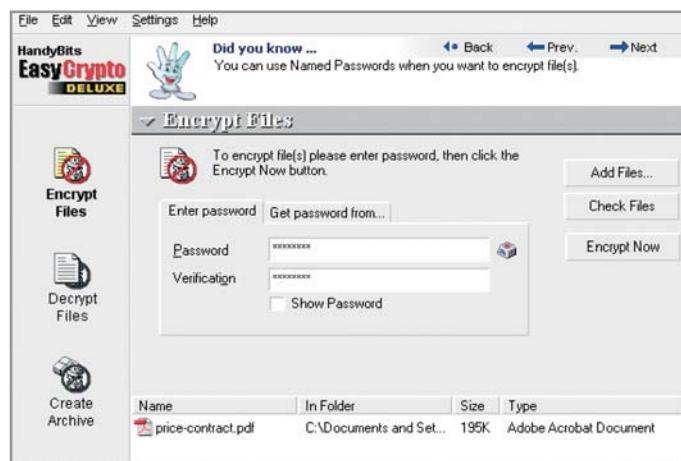 File Edit View Settings Help
HandyBits
EasyCrypto
DELUXE
Did you know ...
Back Prev. Next
You can use Named Passwords when you want to encrypt file(s).
Encrypt Files
To encrypt file(s) please enter password, then click the
Encrypt Now button.
Add Files...
Check Files
Encrypt Now
Enter password Get password from...
Password ********
Verification ********
Show Password
Encrypt
Files
Decrypt
Files
Create
Archive
Name In Folder Size Type
price-contract.pdf C:\Documents and Set... 195K Adobe Acrobat Document